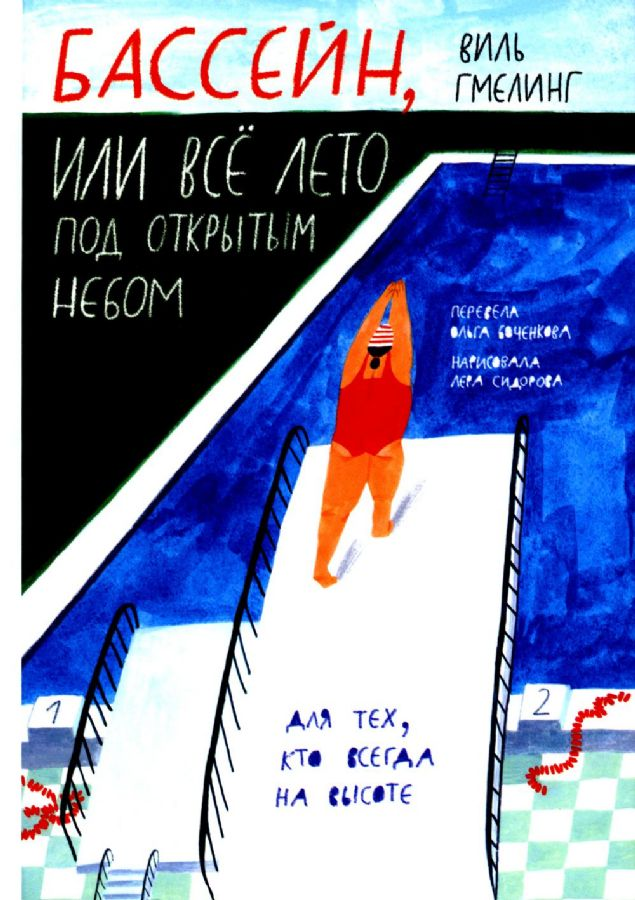 БАССЕЙН,
ВИЛЬ
ГМЕЛИНГ
ИЛИ ВСЁ ЛЕТО
ПОД ОТКРЫТЫМ
НЕБОМ
ПЕРЕВЕЛА
ОЛЬГА БОЧЕНКОВА
НАРИСОВАЛА
ЛЕРА СИДОРОВА
1
2
ДЛЯ ТЕХ,
КТО ВСЕГДА
НА ВЫСОТЕ